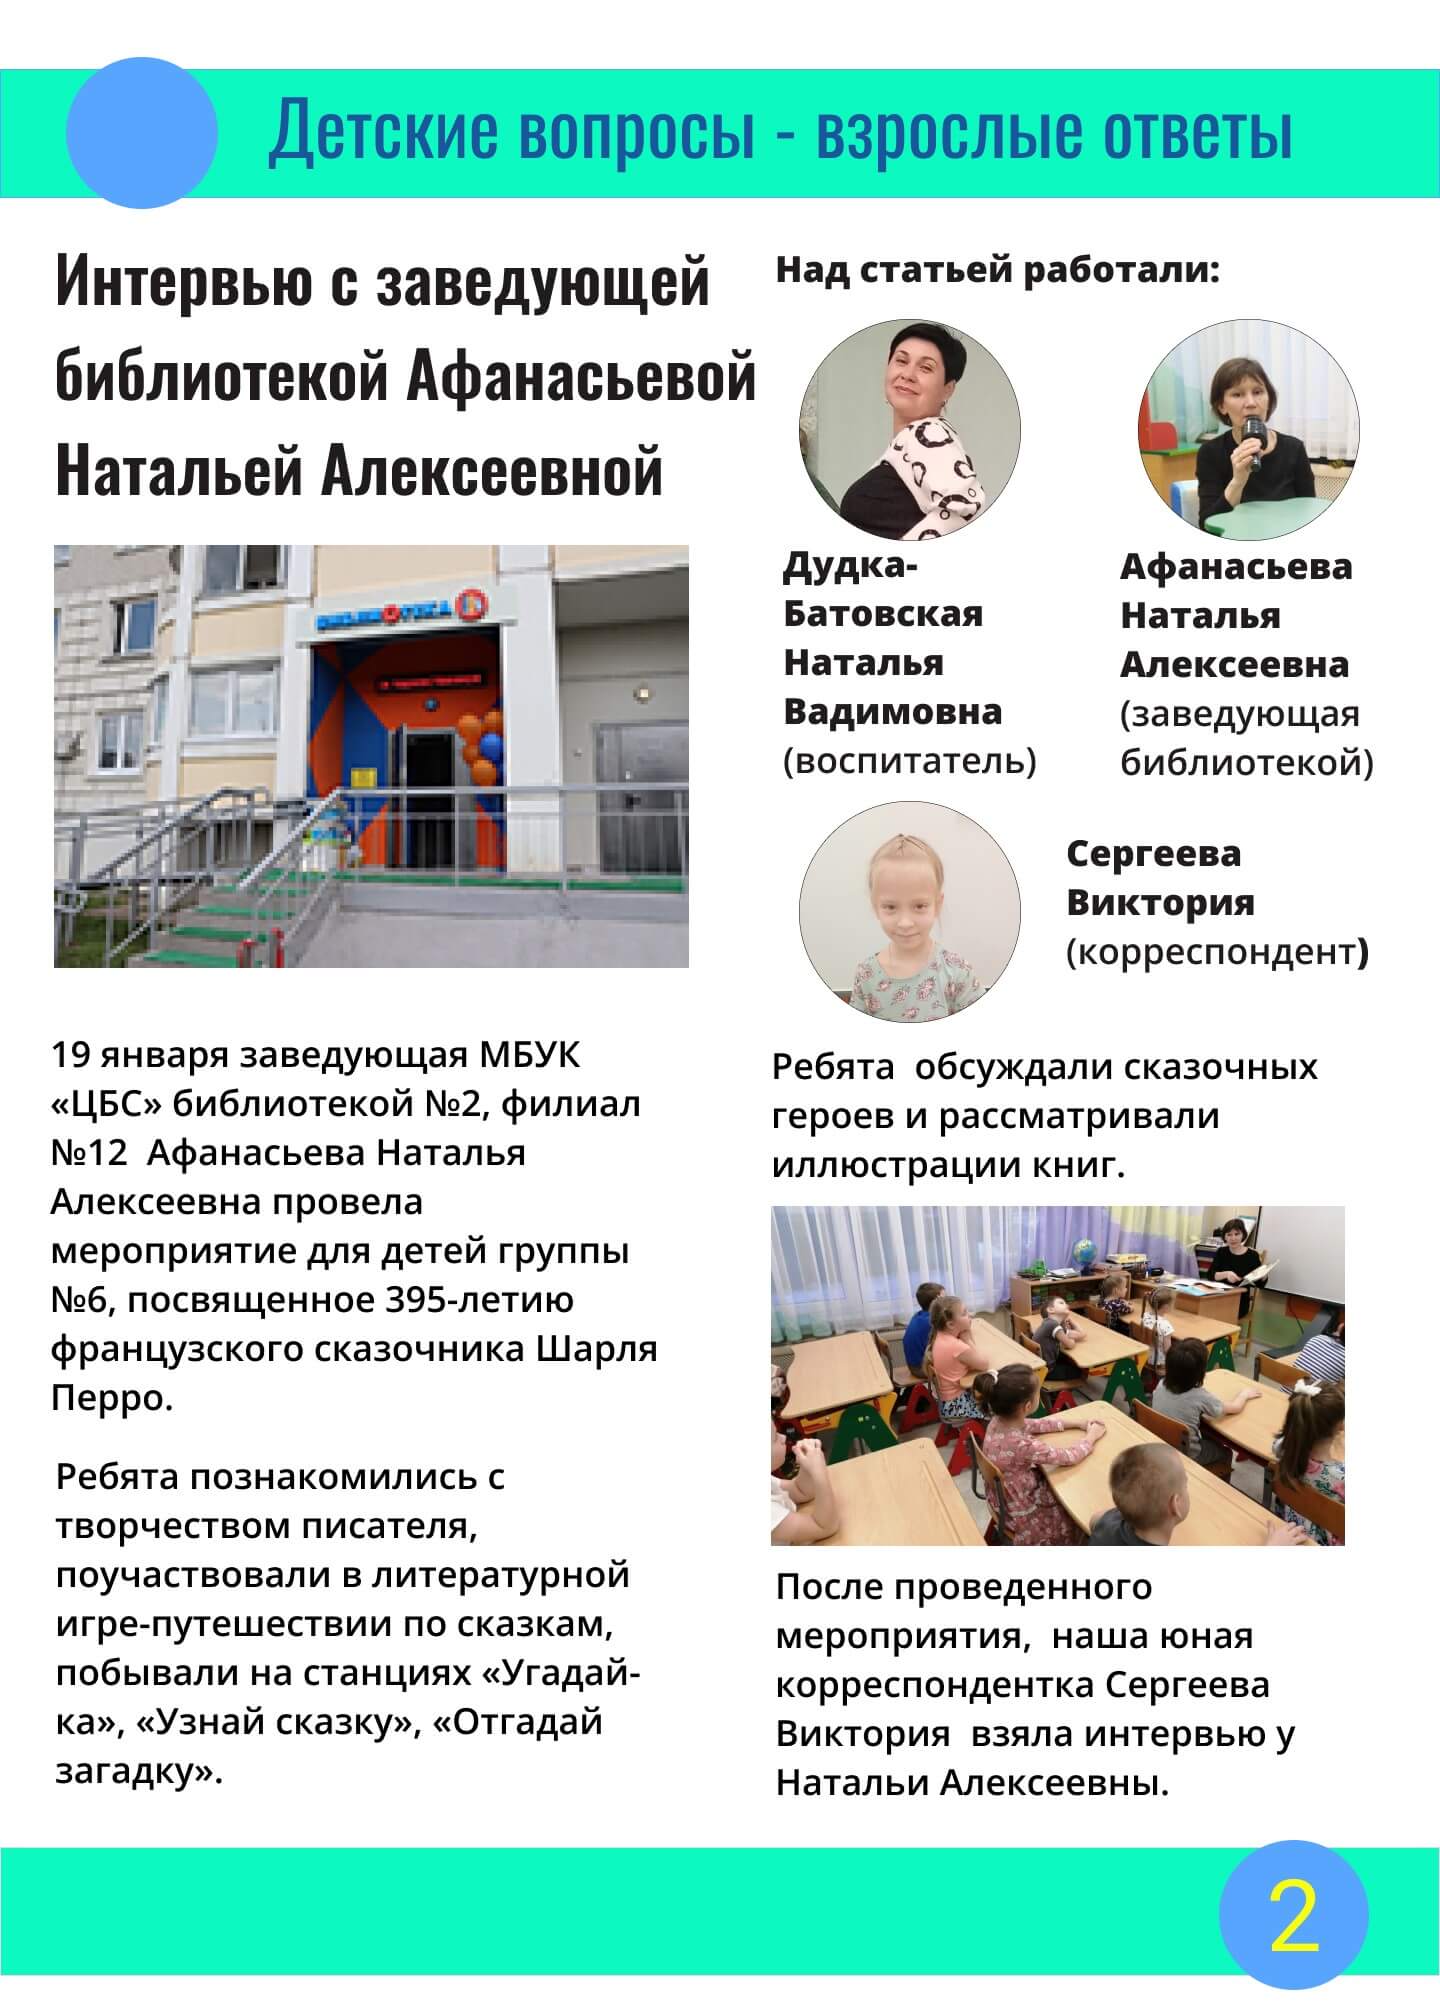 Детские вопросы - взрослые ответы
Интервью с заведующей
библиотекой Афанасьевой
Натальей Алексеевной
19 января заведующая МБУК
«ЦБС» библиотекой №2, филиал
№12  Афанасьева Наталья
Алексеевна провела
мероприятие для детей группы
№6, посвященное 395-летию
французского сказочника Шарля
Перро.
Ребята познакомились с
творчеством писателя,
поучаствовали в литературной
игре-путешествии по сказкам,
побывали на станциях «Угадай-
ка», «Узнай сказку», «Отгадай
загадку».
Над статьей работали:
Дудка-
Батовская
Наталья
Вадимовна
(воспитатель)
Афанасьева
Наталья
Алексеевна
(заведующая
библиотекой)
Сергеева
Виктория
(корреспондент)
Ребята  обсуждали сказочных
героев и рассматривали
иллюстрации книг.
После проведенного
мероприятия,  наша юная
корреспондентка Сергеева
Виктория  взяла интервью у
Натальи Алексеевны.
2